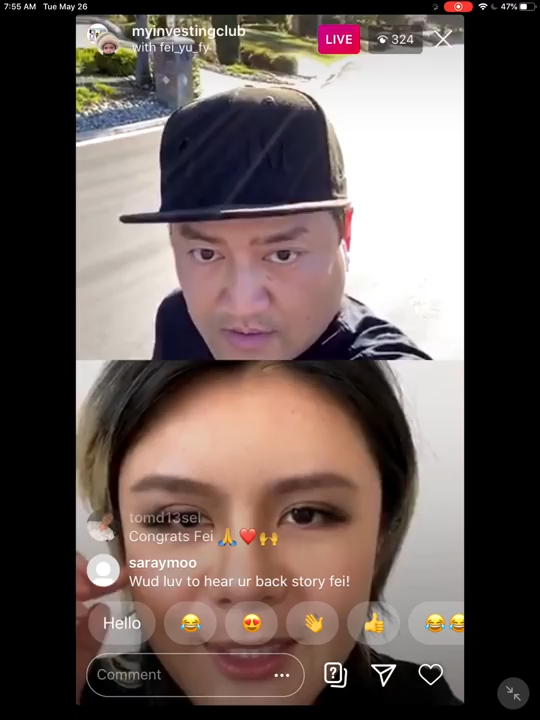 7:55 AM Tue May 26
47%
myinvestingclub
with fei_yu_fy
LIVE
324
tomd13sel
Congrats Fei 🙏❤️🙌
saraymoo
Wud luv to hear ur back story fei!
Hello 😂 😍 👋 👍 😂😂
Comment